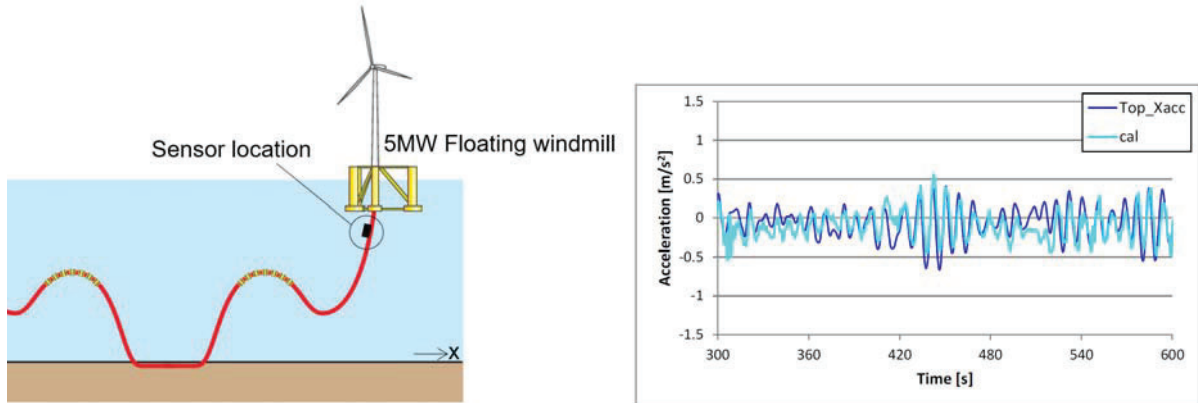 5MW Floating windmill
Sensor location
X
Top_Xacc
cal
Acceleration [m/s²]
1.5
1
0.5
0
-0.5
-1
-1.5
300
360
420
480
540
600
Time [s]